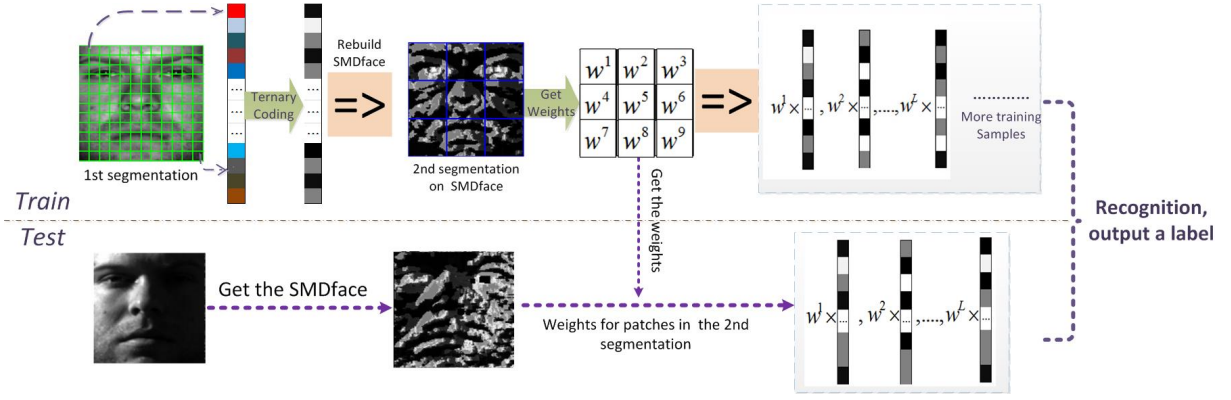 1st segmentation
...
...
...
Ternary
Coding
...
...
...
Rebuild
SMDface
=>
2nd segmentation
on SMDface
Get
Weights
w¹ w² w³
w⁴ w⁵ w⁶
w⁷ w⁸ w⁹
=>
w¹× ... , w²× ... ,...., w^L× ...
............
More training
Samples
Train
Test
Get the weights
Get the SMDface
Weights for patches in the 2nd
segmentation
w¹× ... , w²× ... ,...., w^L× ...
Recognition,
output a label